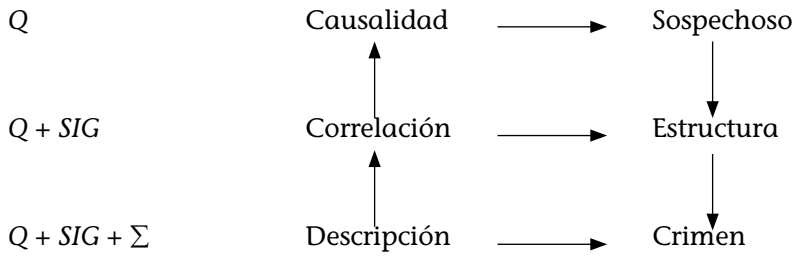 Q Causalidad Sospechoso
Q + SIG Correlación Estructura
Q + SIG + ∑ Descripción Crimen